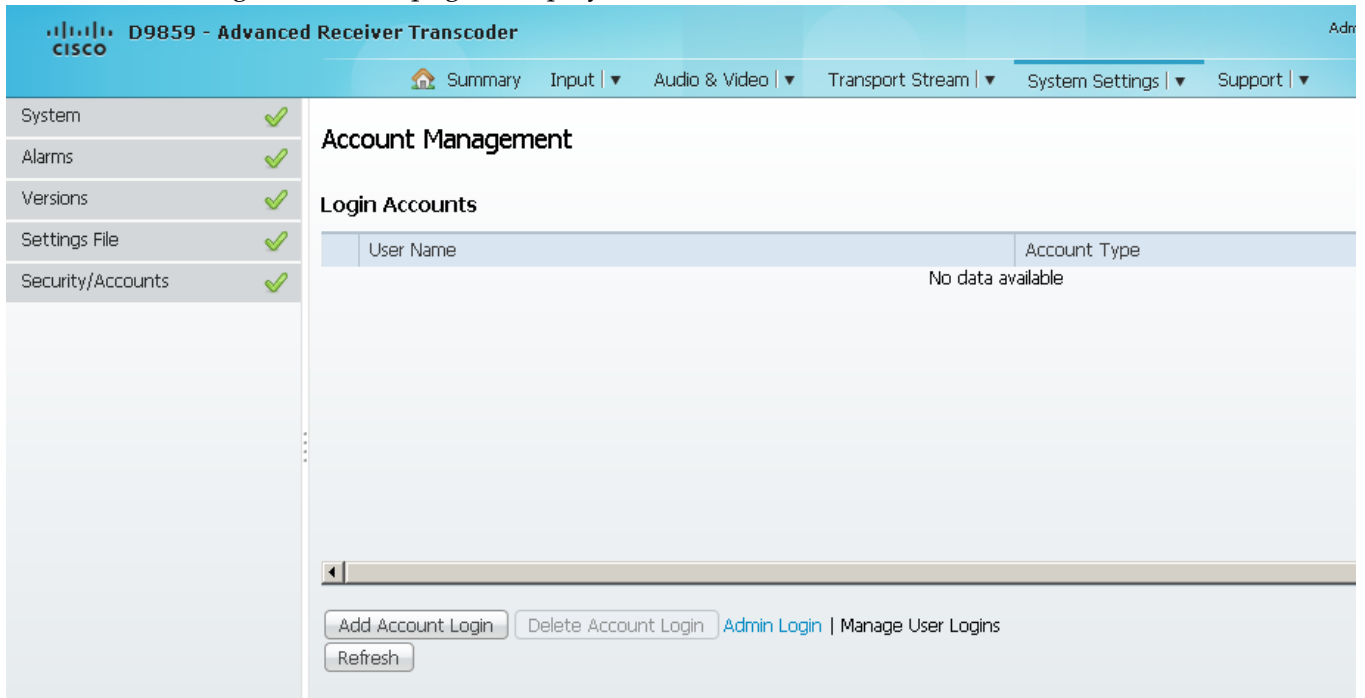 CISCO D9859 - Advanced Receiver Transcoder
Summary Input | ▼ Audio & Video | ▼ Transport Stream | ▼ System Settings | ▼ Support | ▼
System
Alarms
Versions
Settings File
Security/Accounts
Account Management
Login Accounts
User Name Account Type
No data available
Add Account Login Delete Account Login Admin Login | Manage User Logins
Refresh